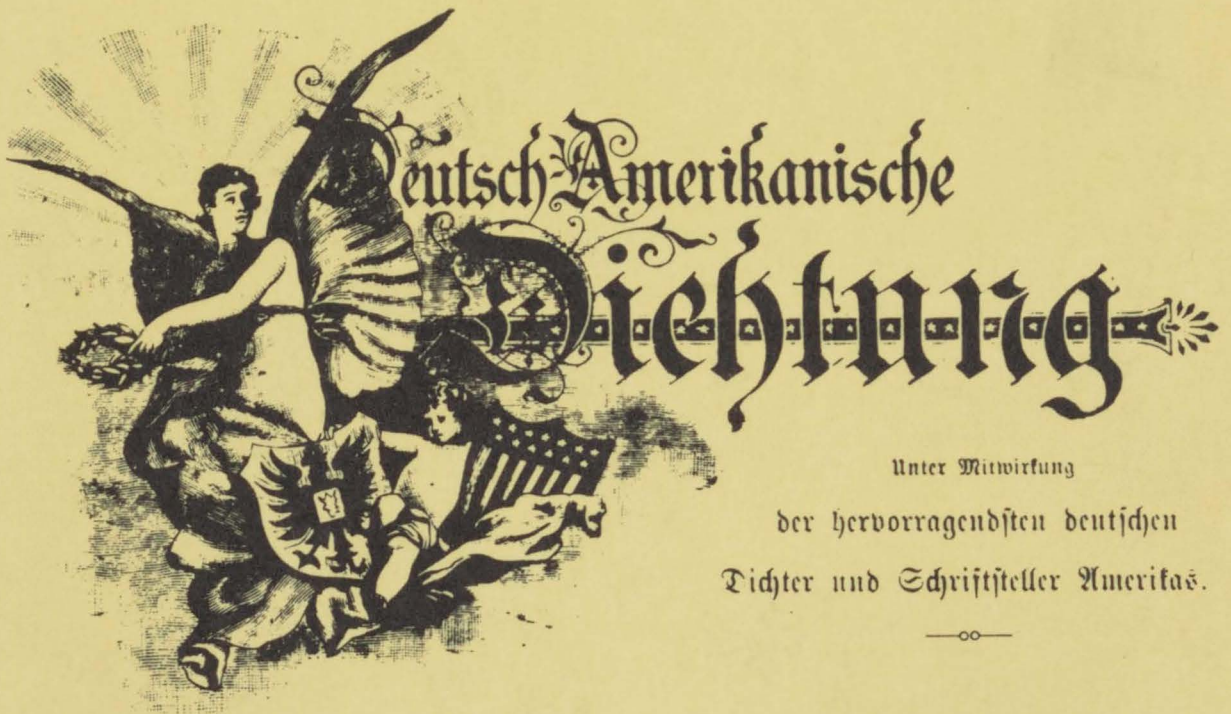 Deutsch-Amerikanische
Dichtung
Unter Mitwirkung
der hervorragendsten deutschen
Dichter und Schriftsteller Amerikas.